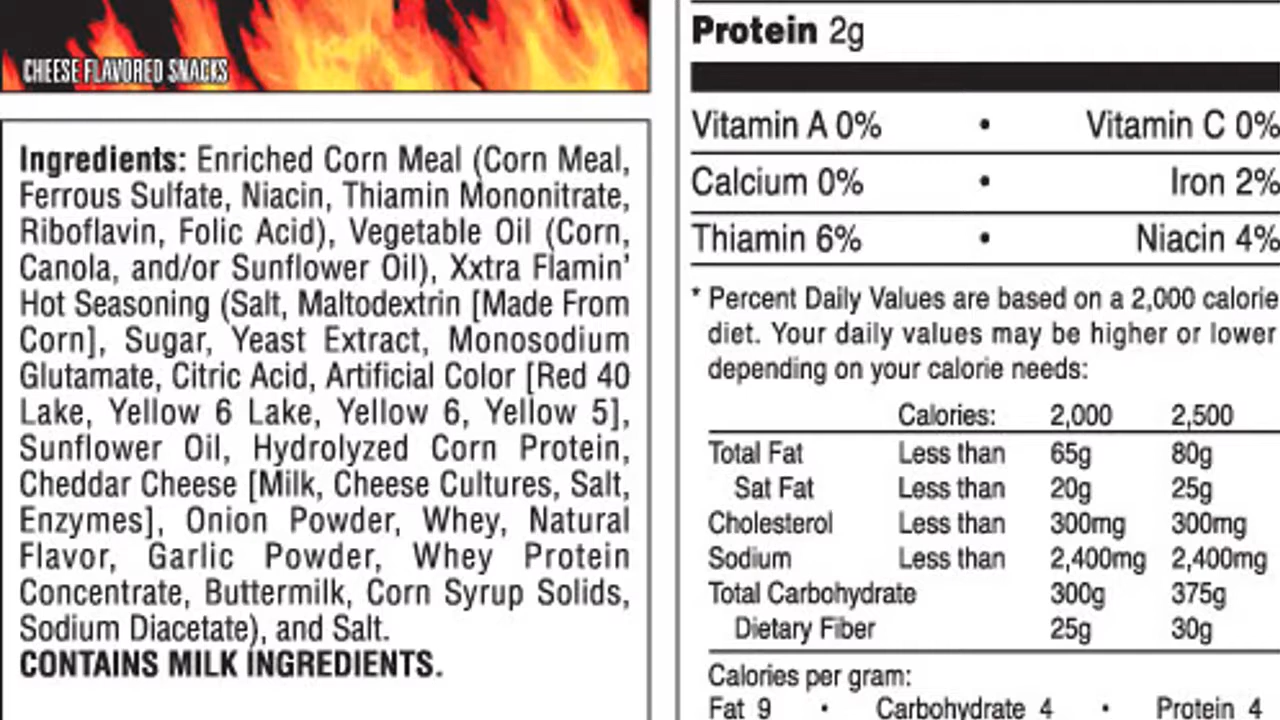 CHEESE FLAVORED SNACKS
Ingredients: Enriched Corn Meal (Corn Meal,
Ferrous Sulfate, Niacin, Thiamin Mononitrate,
Riboflavin, Folic Acid), Vegetable Oil (Corn,
Canola, and/or Sunflower Oil), Xxtra Flamin'
Hot Seasoning (Salt, Maltodextrin [Made From
Corn], Sugar, Yeast Extract, Monosodium
Glutamate, Citric Acid, Artificial Color [Red 40
Lake, Yellow 6 Lake, Yellow 6, Yellow 5],
Sunflower Oil, Hydrolyzed Corn Protein,
Cheddar Cheese [Milk, Cheese Cultures, Salt,
Enzymes], Onion Powder, Whey, Natural
Flavor, Garlic Powder, Whey Protein
Concentrate, Buttermilk, Corn Syrup Solids,
Sodium Diacetate), and Salt.
CONTAINS MILK INGREDIENTS.
Protein 2g
Vitamin A 0% • Vitamin C 0%
Calcium 0% • Iron 2%
Thiamin 6% • Niacin 4%
* Percent Daily Values are based on a 2,000 calorie
diet. Your daily values may be higher or lower
depending on your calorie needs:
Calories: 2,000 2,500
Total Fat Less than 65g 80g
Sat Fat Less than 20g 25g
Cholesterol Less than 300mg 300mg
Sodium Less than 2,400mg 2,400mg
Total Carbohydrate 300g 375g
Dietary Fiber 25g 30g
Calories per gram:
Fat 9 • Carbohydrate 4 • Protein 4